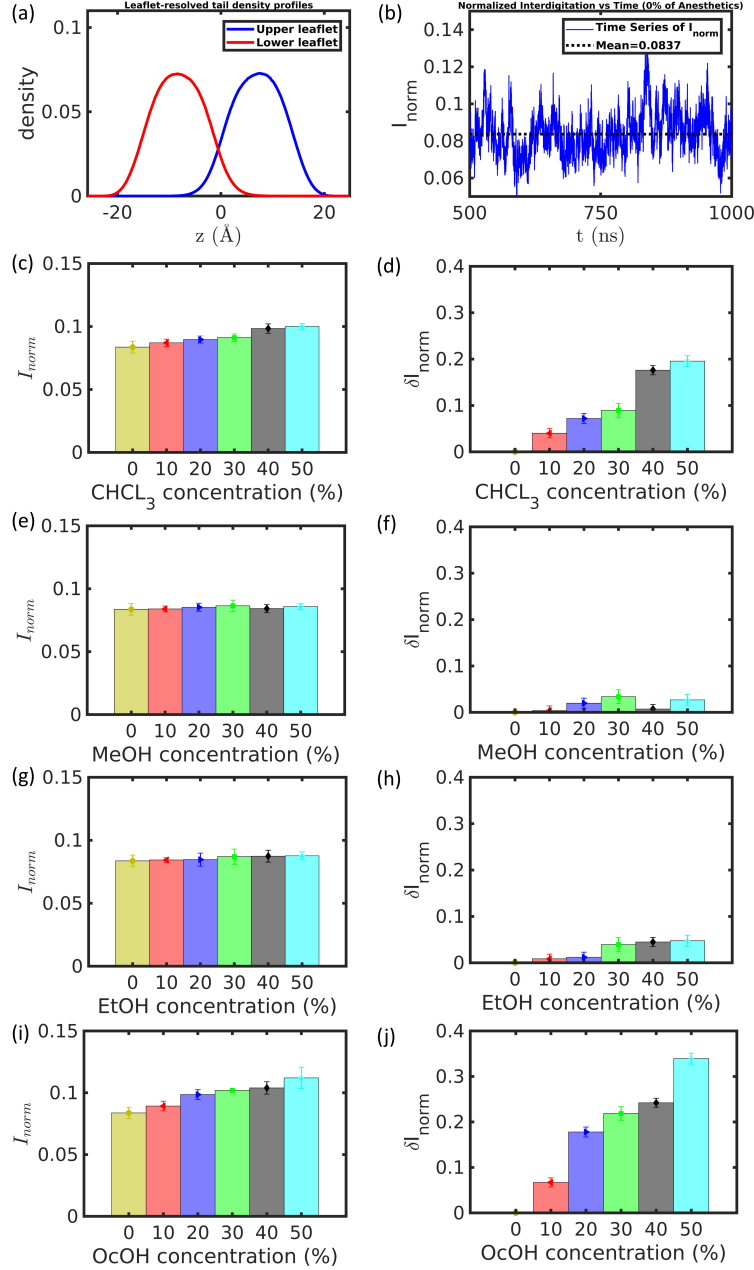 (a)
Leaflet-resolved tail density profiles
Upper leaflet
Lower leaflet
density
0.1
0.05
0
-20
0
20
z (Å)
(b)
Normalized Interdigitation vs Time (0% of Anesthetics)
Time Series of I_norm
Mean=0.0837
I_norm
0.14
0.12
0.1
0.08
0.06
500
750
1000
t (ns)
(c)
I_norm
0.15
0.1
0.05
0
0 10 20 30 40 50
CHCL₃ concentration (%)
(d)
δI_norm
0.4
0.3
0.2
0.1
0
0 10 20 30 40 50
CHCL₃ concentration (%)
(e)
I_norm
0.15
0.1
0.05
0
0 10 20 30 40 50
MeOH concentration (%)
(f)
δI_norm
0.4
0.3
0.2
0.1
0
0 10 20 30 40 50
MeOH concentration (%)
(g)
I_norm
0.15
0.1
0.05
0
0 10 20 30 40 50
EtOH concentration (%)
(h)
δI_norm
0.4
0.3
0.2
0.1
0
0 10 20 30 40 50
EtOH concentration (%)
(i)
I_norm
0.15
0.1
0.05
0
0 10 20 30 40 50
OcOH concentration (%)
(j)
δI_norm
0.4
0.3
0.2
0.1
0
0 10 20 30 40 50
OcOH concentration (%)